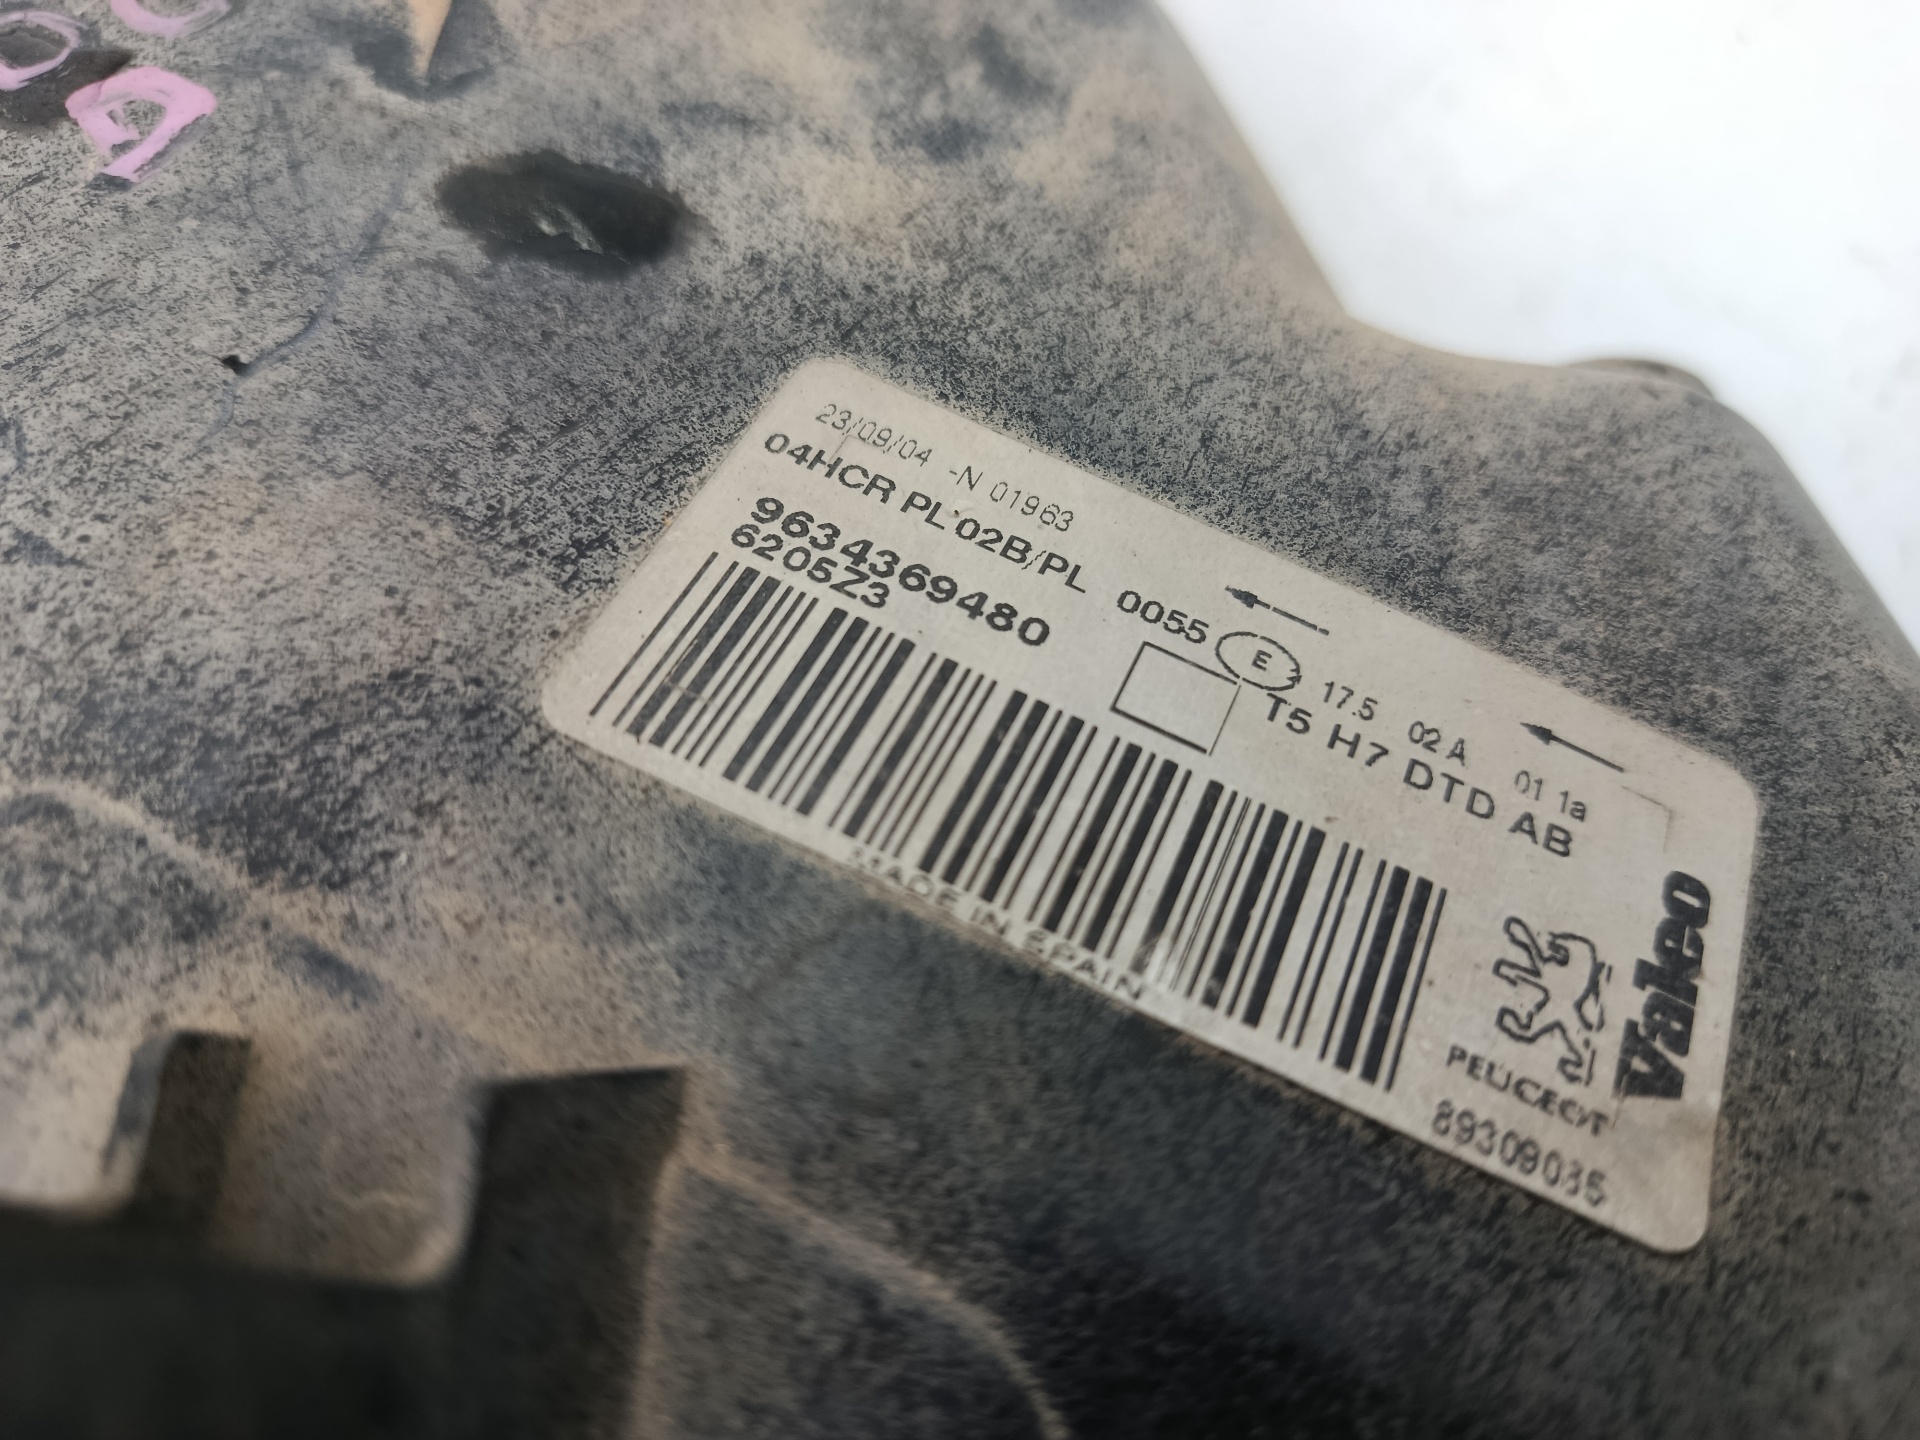 23/09/04 -N 01963
04HCR PL 02B/PL 0055
9634369480
6205Z3
E 17.5 02 A 01 1a
T5 H7 DTD AB
MADE IN SPAIN
PEUGEOT
Valeo
89309035